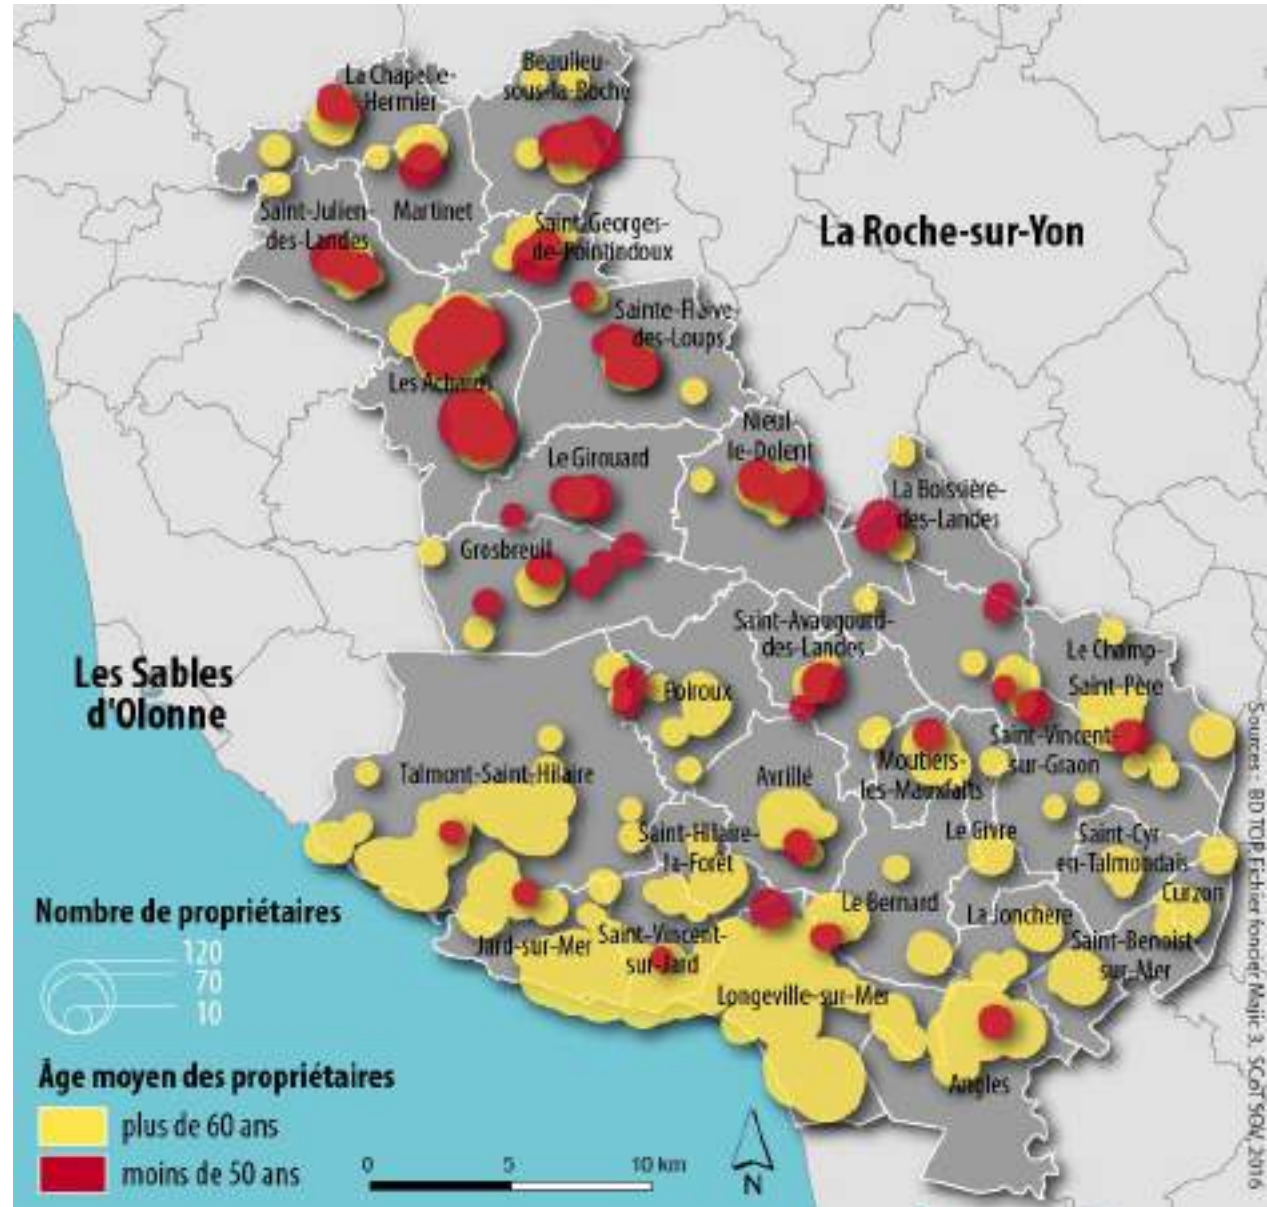 La Chapelle-
Hermier
Beaulieu-
sous-la-Roche
Saint-Julien-
des-Landes
Martinet
Saint-Georges-
de-Pointindoux
La Roche-sur-Yon
Sainte-Flaive-
des-Loups
Les Achards
Nieul-
le-Dolent
Le Girouard
La Boissière-
des-Landes
Grosbreuil
Saint-Avaugourd-
des-Landes
Le Champ-
Saint-Père
Les Sables
d'Olonne
Poiroux
Saint-Vincent-
sur-Graon
Talmont-Saint-Hilaire
Avrillé
Moutiers-
les-Mauxfaits
Saint-Hilaire-
la-Forêt
Le Givre
Saint-Cyr
en-Talmondais
Curzon
Le Bernard
La Jonchère
Saint-Benoist-
sur-Mer
Jard-sur-Mer
Saint-Vincent-
sur-Jard
Longeville-sur-Mer
Angles
Nombre de propriétaires
120
70
10
Âge moyen des propriétaires
plus de 60 ans
moins de 50 ans
0 5 10 km
N
Sources : BD TOP, Fichier foncier Majic 3. SCoT SOV, 2016